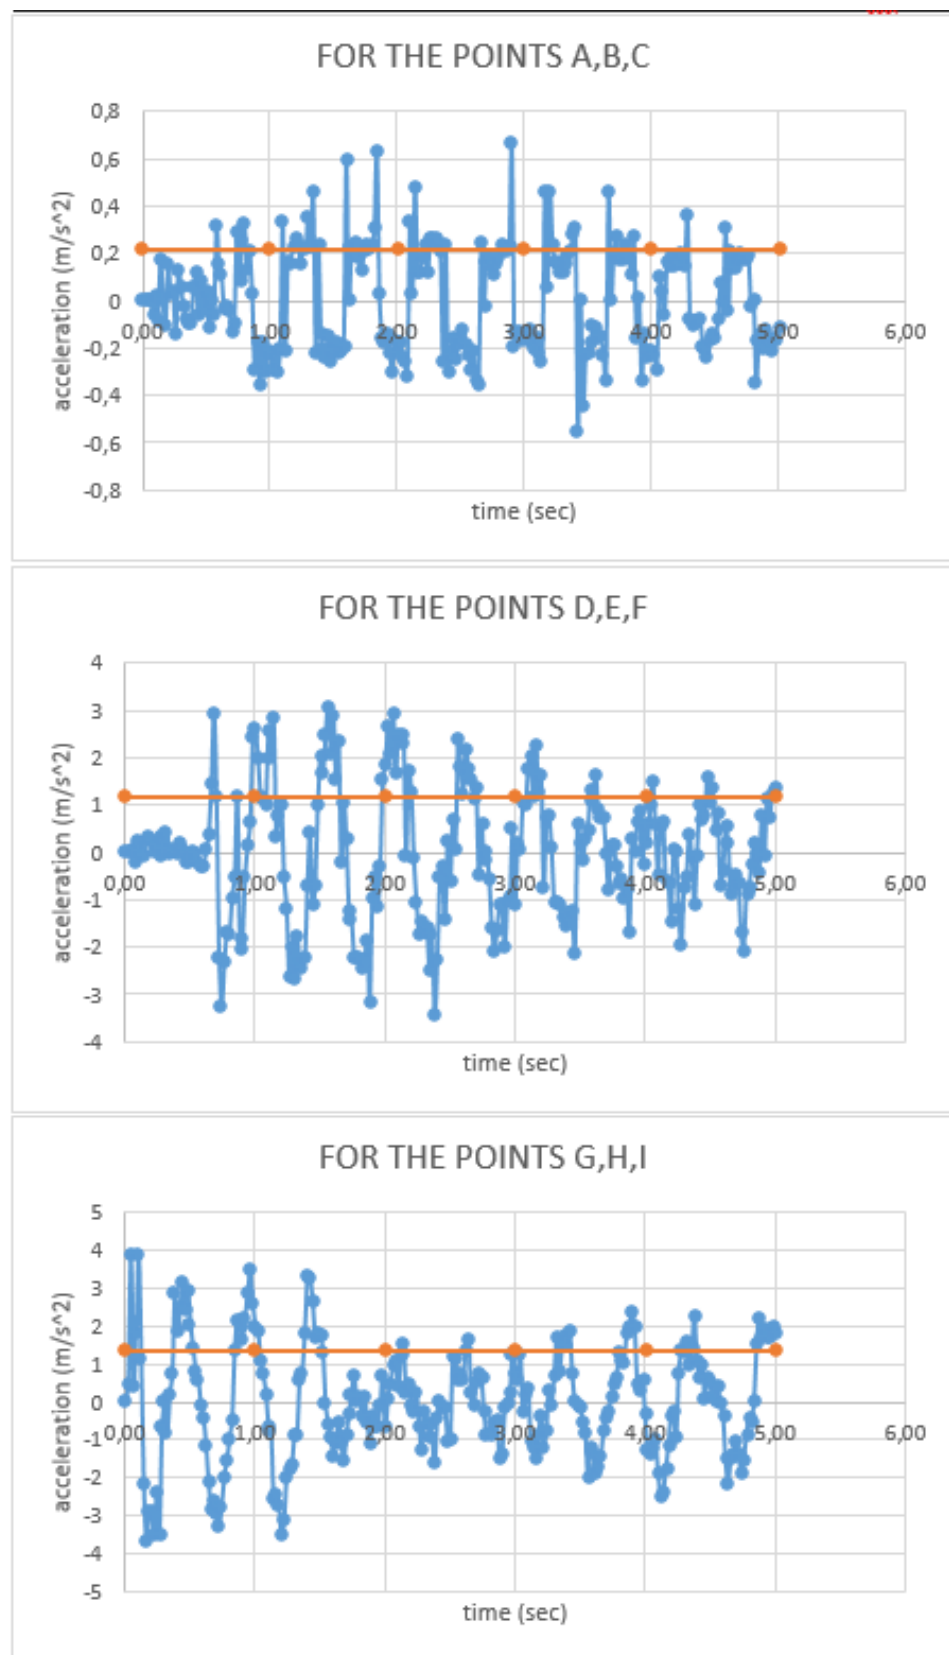 FOR THE POINTS A,B,C
0,8
0,6
0,4
0,2
0
-0,2
-0,4
-0,6
-0,8
acceleration (m/s^2)
0,00 1,00 2,00 3,00 4,00 5,00 6,00
time (sec)
FOR THE POINTS D,E,F
4
3
2
1
0
-1
-2
-3
-4
acceleration (m/s^2)
0,00 1,00 2,00 3,00 4,00 5,00 6,00
time (sec)
FOR THE POINTS G,H,I
5
4
3
2
1
0
-1
-2
-3
-4
-5
acceleration (m/s^2)
0,00 1,00 2,00 3,00 4,00 5,00 6,00
time (sec)